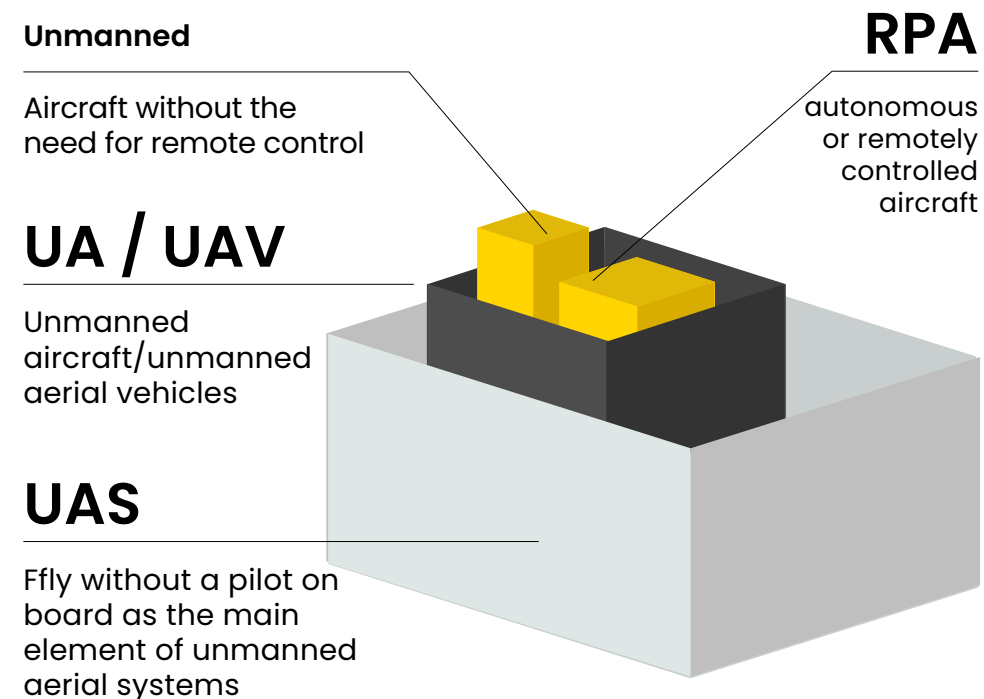 Unmanned
Aircraft without the
need for remote control
UA / UAV
Unmanned
aircraft/unmanned
aerial vehicles
UAS
Ffly without a pilot on
board as the main
element of unmanned
aerial systems
RPA
autonomous
or remotely
controlled
aircraft